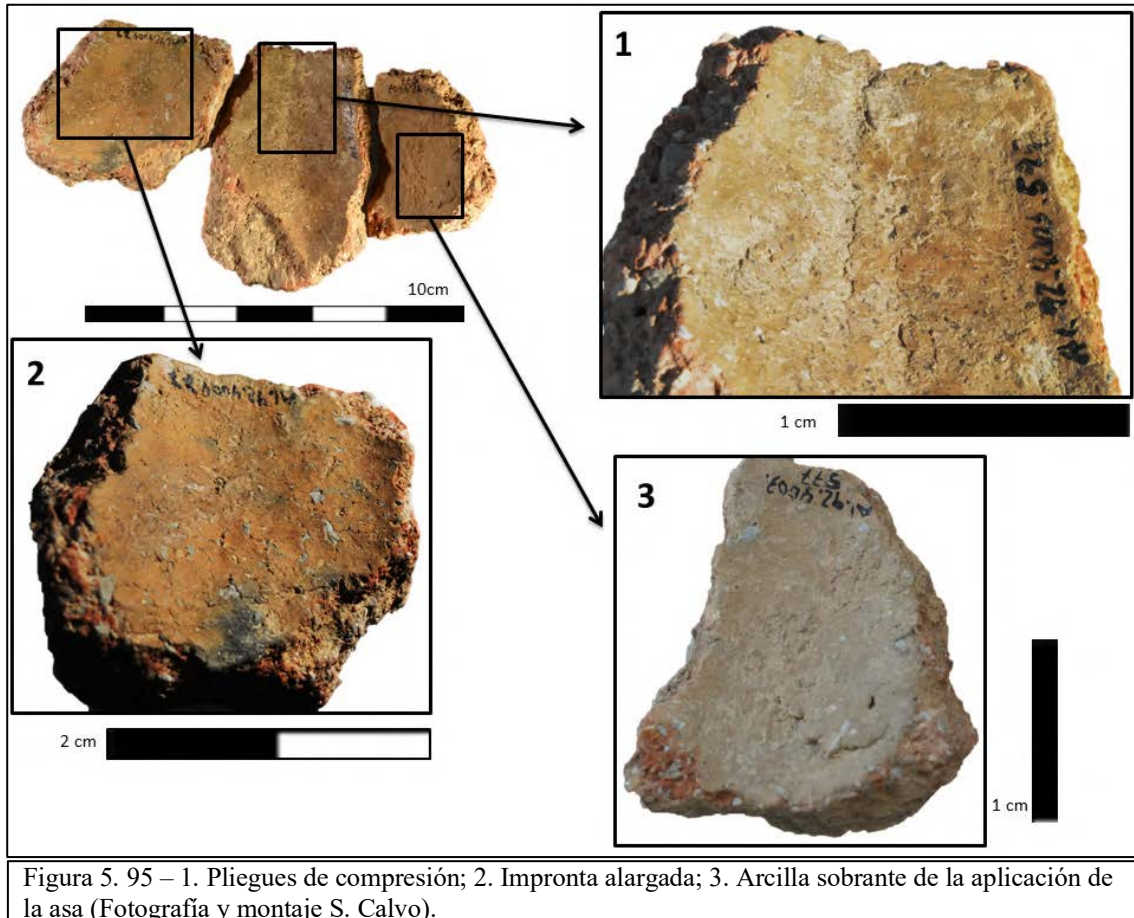 1
10cm
2
1 cm
3
577
2 cm
1 cm
Figura 5. 95 – 1. Pliegues de compresión; 2. Impronta alargada; 3. Arcilla sobrante de la aplicación de
la asa (Fotografía y montaje S. Calvo).